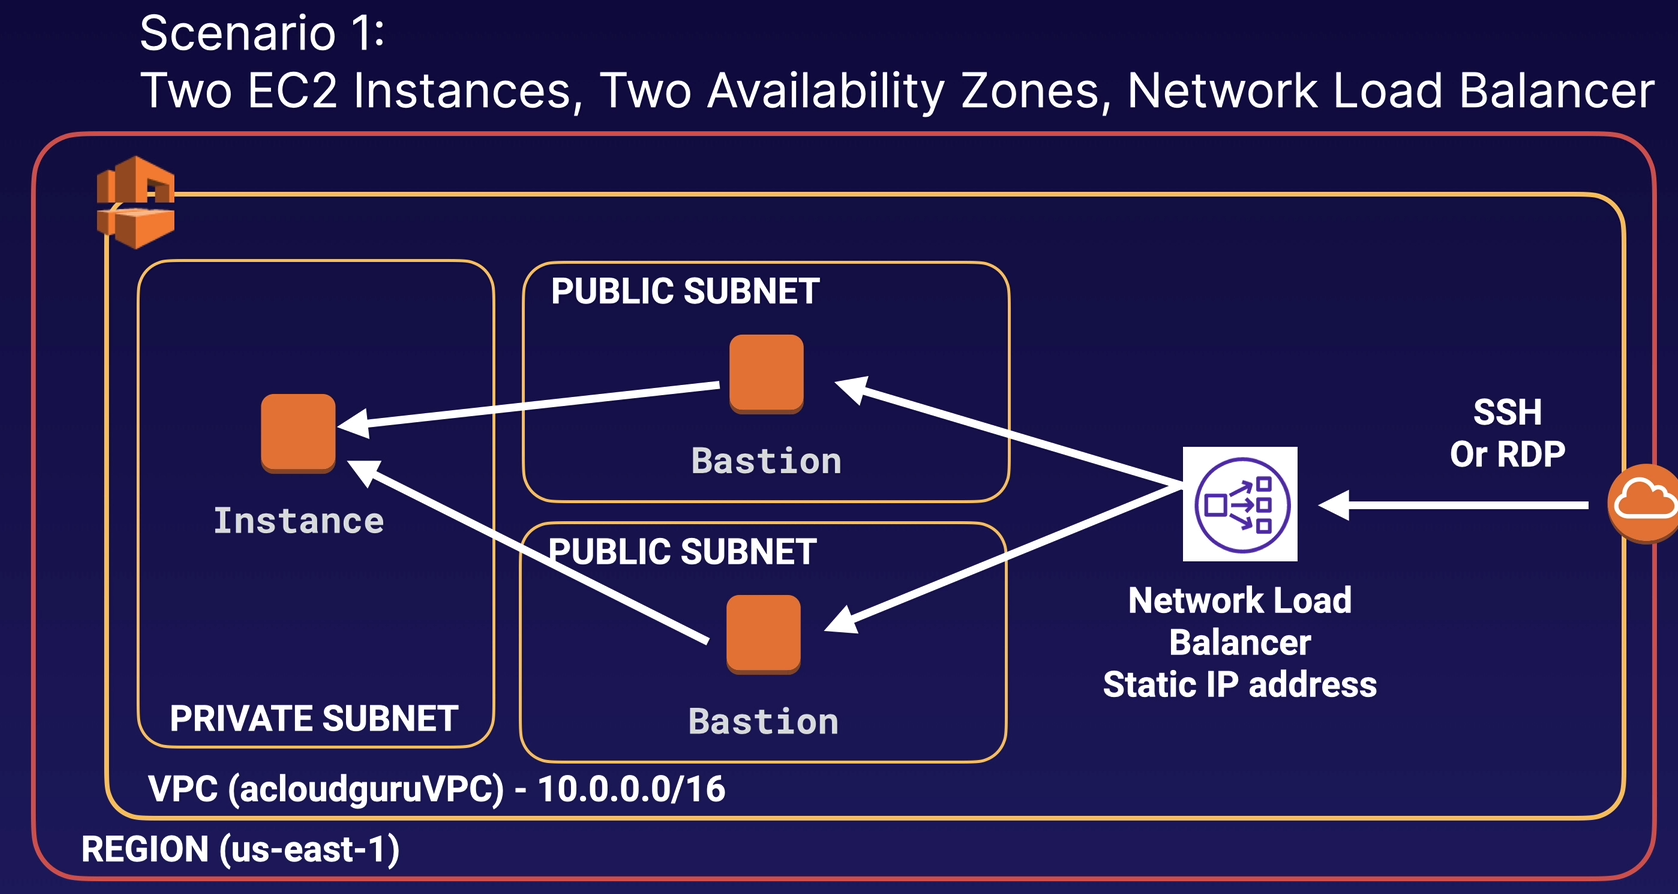 Scenario 1:
Two EC2 Instances, Two Availability Zones, Network Load Balancer
PUBLIC SUBNET
Bastion
Instance
PUBLIC SUBNET
Bastion
PRIVATE SUBNET
SSH
Or RDP
Network Load
Balancer
Static IP address
VPC (acloudguruVPC) - 10.0.0.0/16
REGION (us-east-1)